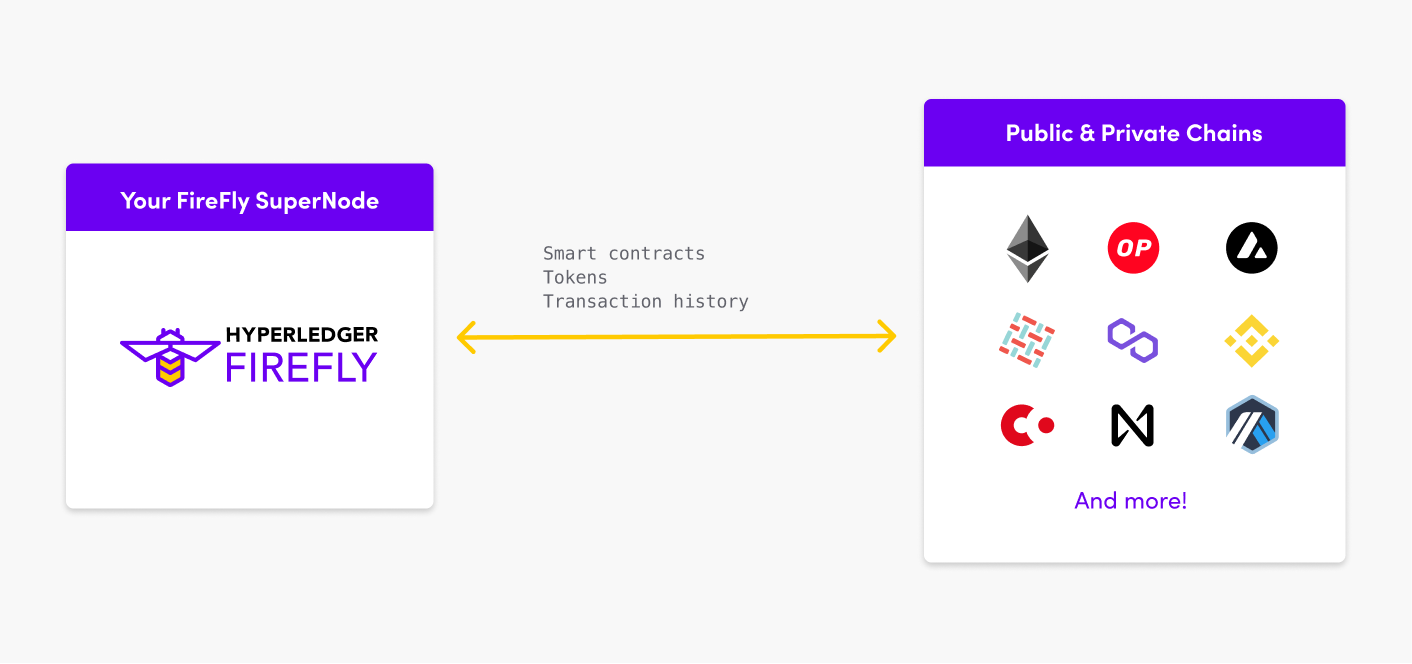 Your FireFly SuperNode
HYPERLEDGER
FIREFLY
Smart contracts
Tokens
Transaction history
Public & Private Chains
OP
And more!